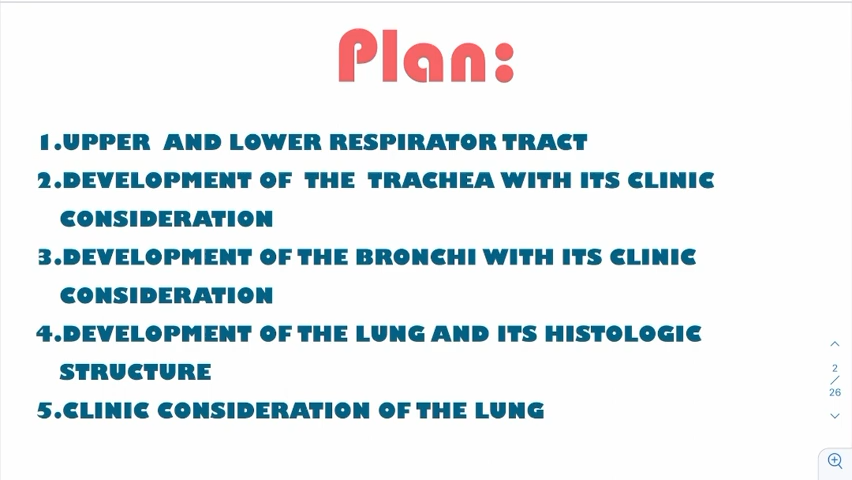 Plan:
1.UPPER AND LOWER RESPIRATOR TRACT
2.DEVELOPMENT OF THE TRACHEA WITH ITS CLINIC
CONSIDERATION
3.DEVELOPMENT OF THE BRONCHI WITH ITS CLINIC
CONSIDERATION
4.DEVELOPMENT OF THE LUNG AND ITS HISTOLOGIC
STRUCTURE
5.CLINIC CONSIDERATION OF THE LUNG
2
/
26